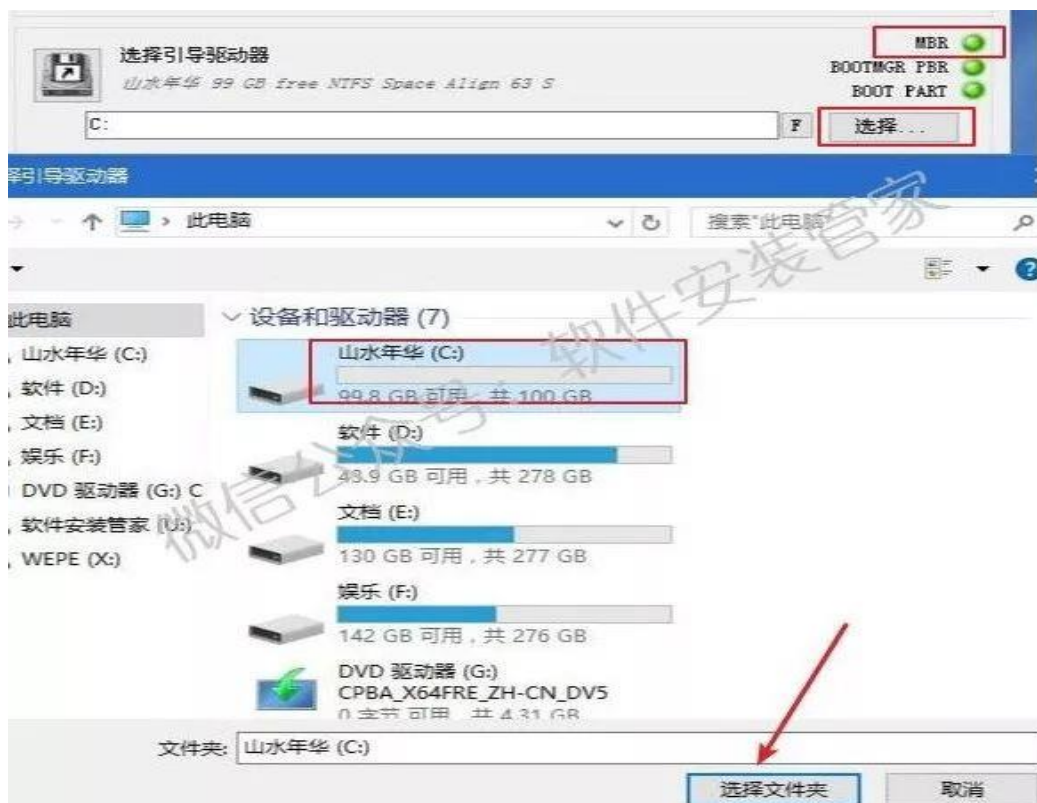 选择引导驱动器
山水年华 99 GB free NTFS Space Align 63 S
MBR
BOOTMGR PBR
BOOT PART
C:
F
选择...
择引导驱动器
此电脑
搜索"此电脑"
此电脑
山水年华 (C:)
软件 (D:)
文档 (E:)
娱乐 (F:)
DVD 驱动器 (G:) C
软件安装管家 (U:)
WEPE (X:)
设备和驱动器 (7)
山水年华 (C:)
99.8 GB 可用，共 100 GB
软件 (D:)
43.9 GB 可用，共 278 GB
文档 (E:)
130 GB 可用，共 277 GB
娱乐 (F:)
142 GB 可用，共 276 GB
DVD 驱动器 (G:)
CPBA_X64FRE_ZH-CN_DV5
0 字节 可用，共 4.31 GB
微信公众号：软件安装管家
文件夹: 山水年华 (C:)
选择文件夹
取消